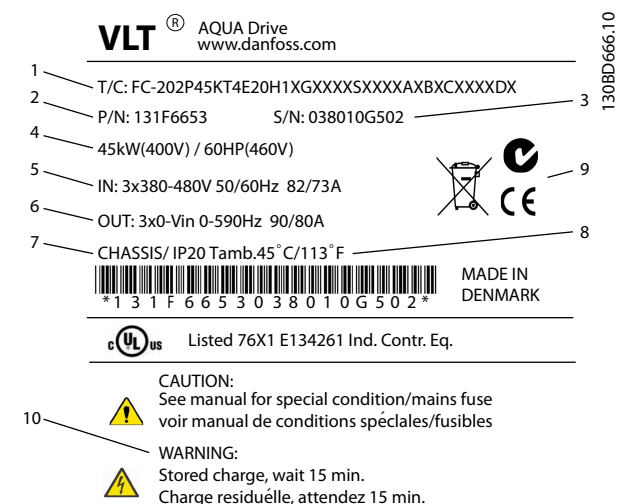 VLT ® AQUA Drive
www.danfoss.com
130BD666.10
1
T/C: FC-202P45KT4E20H1XGXXXXSXXXXAXBXCXXXXDX
2
P/N: 131F6653 S/N: 038010G502
3
4
45kW(400V) / 60HP(460V)
5
IN: 3x380-480V 50/60Hz 82/73A
9
CE
6
OUT: 3x0-Vin 0-590Hz 90/80A
7
CHASSIS/ IP20 Tamb.45˚C/113˚F
8
*131F6653038010G502*
MADE IN
DENMARK
c UL us Listed 76X1 E134261 Ind. Contr. Eq.
CAUTION:
See manual for special condition/mains fuse
voir manual de conditions spéclales/fusibles
10
WARNING:
Stored charge, wait 15 min.
Charge residuélle, attendez 15 min.